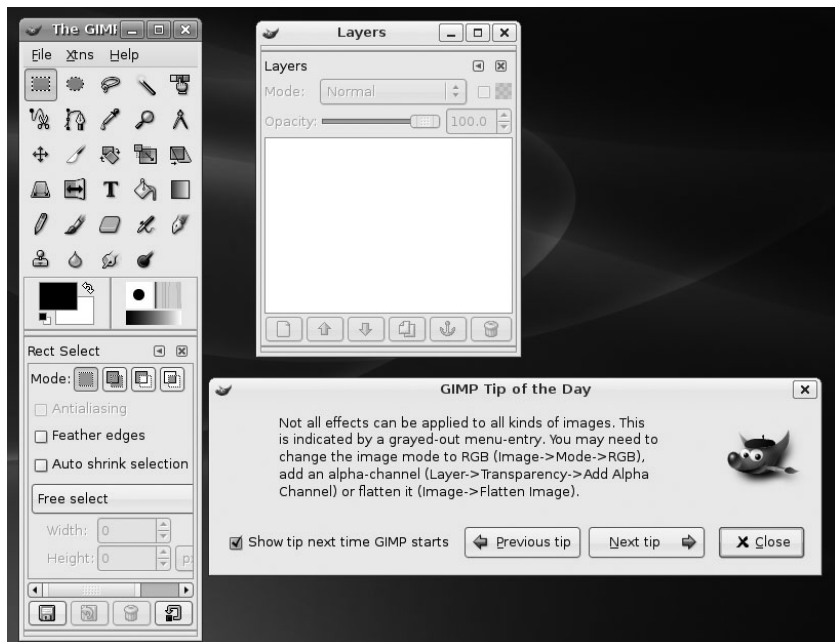 The GIM
File Xtns Help
Rect Select
Mode:
Antialiasing
Feather edges
Auto shrink selection
Free select
Width: 0
Height: 0
Layers
Layers
Mode: Normal
Opacity: 100.0
GIMP Tip of the Day
Not all effects can be applied to all kinds of images. This
is indicated by a grayed-out menu-entry. You may need to
change the image mode to RGB (Image->Mode->RGB),
add an alpha-channel (Layer->Transparency->Add Alpha
Channel) or flatten it (Image->Flatten Image).
Show tip next time GIMP starts Previous tip Next tip Close